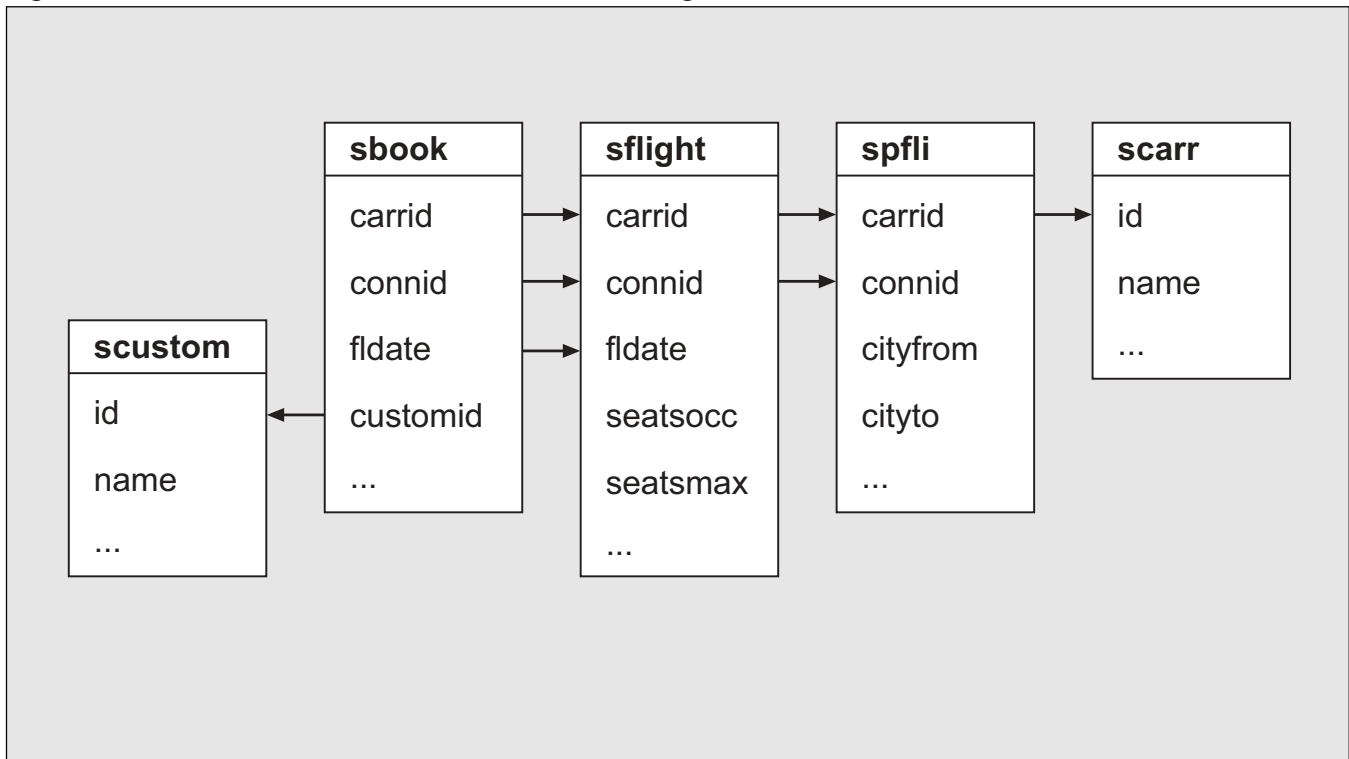 sbook
carrid
connid
fldate
customid
...
sflight
carrid
connid
fldate
seatsocc
seatsmax
...
spfli
carrid
connid
cityfrom
cityto
...
scarr
id
name
...
scustom
id
name
...